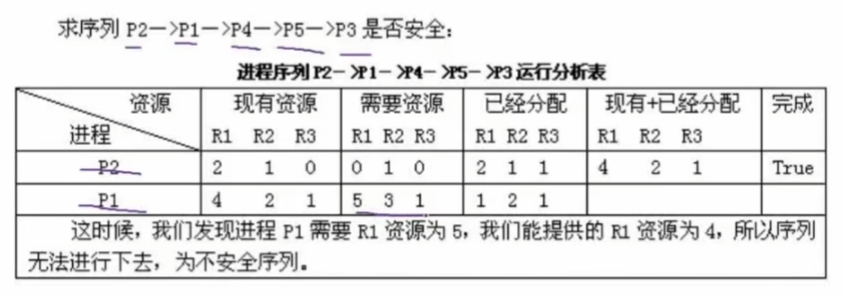 求序列 P2—>P1—>P4—>P5—>P3 是否安全:
进程序列 P2—>P1—>P4—>P5—>P3 运行分析表
资源 现有资源 需要资源 已经分配 现有+已经分配 完成
进程 R1 R2 R3 R1 R2 R3 R1 R2 R3 R1 R2 R3
P2 2 1 0 0 1 0 2 1 1 4 2 1 True
P1 4 2 1 5 3 1 1 2 1
这时候, 我们发现进程 P1 需要 R1 资源为 5, 我们能提供的 R1 资源为 4, 所以序列
无法进行下去, 为不安全序列。